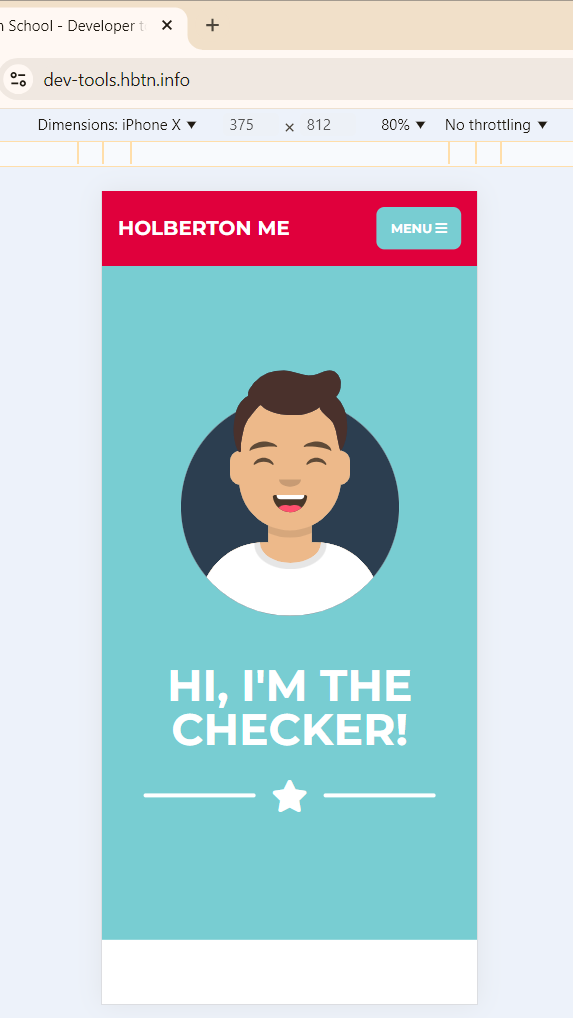 n School - Developer t
dev-tools.hbtn.info
Dimensions: iPhone X 375 × 812 80% No throttling
HOLBERTON ME
MENU
HI, I'M THE
CHECKER!